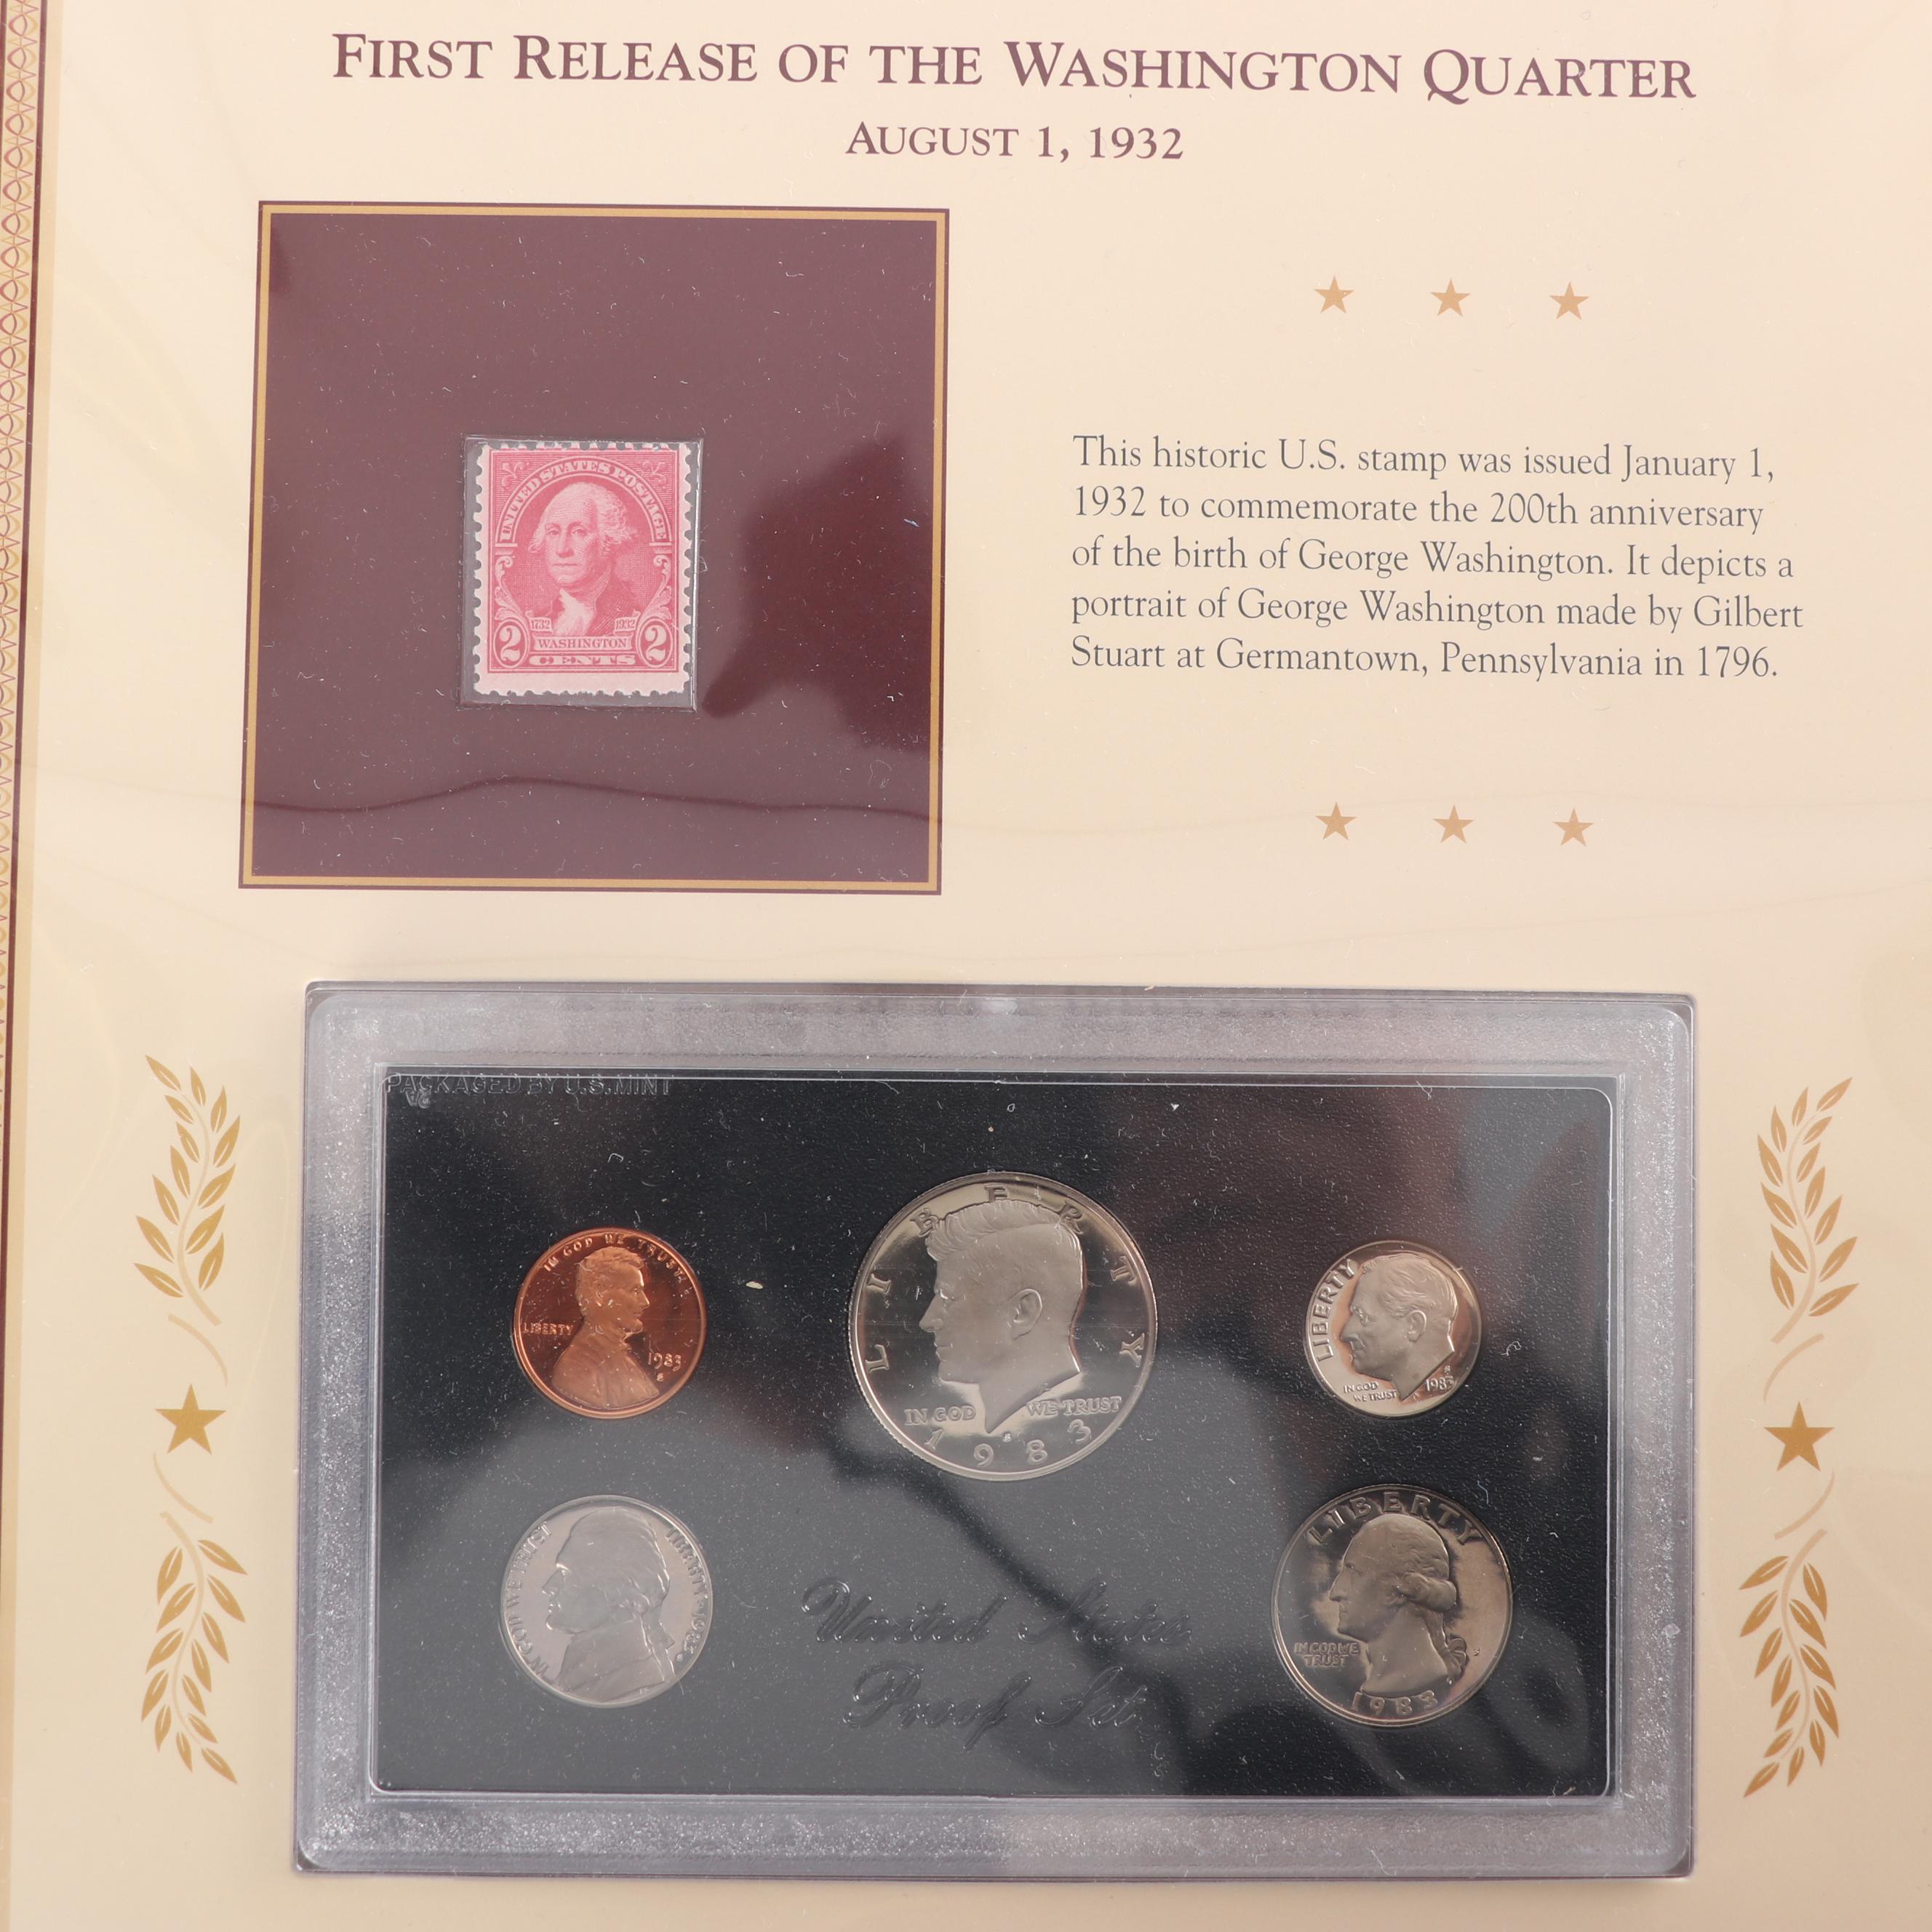 FIRST RELEASE OF THE WASHINGTON QUARTER
AUGUST 1, 1932
UNITED STATES POSTAGE
1732 1932
2 WASHINGTON 2
CENTS
This historic U.S. stamp was issued January 1,
1932 to commemorate the 200th anniversary
of the birth of George Washington. It depicts a
portrait of George Washington made by Gilbert
Stuart at Germantown, Pennsylvania in 1796.
PACKAGED BY U.S. MINT
IN GOD WE TRUST
LIBERTY
1983
S
LIBERTY
IN GOD WE TRUST
S
1983
LIBERTY
IN GOD
WE TRUST
S
1983
IN GOD WE TRUST
LIBERTY 1983
LIBERTY
IN GOD WE
TRUST
1983
United States
Proof Set